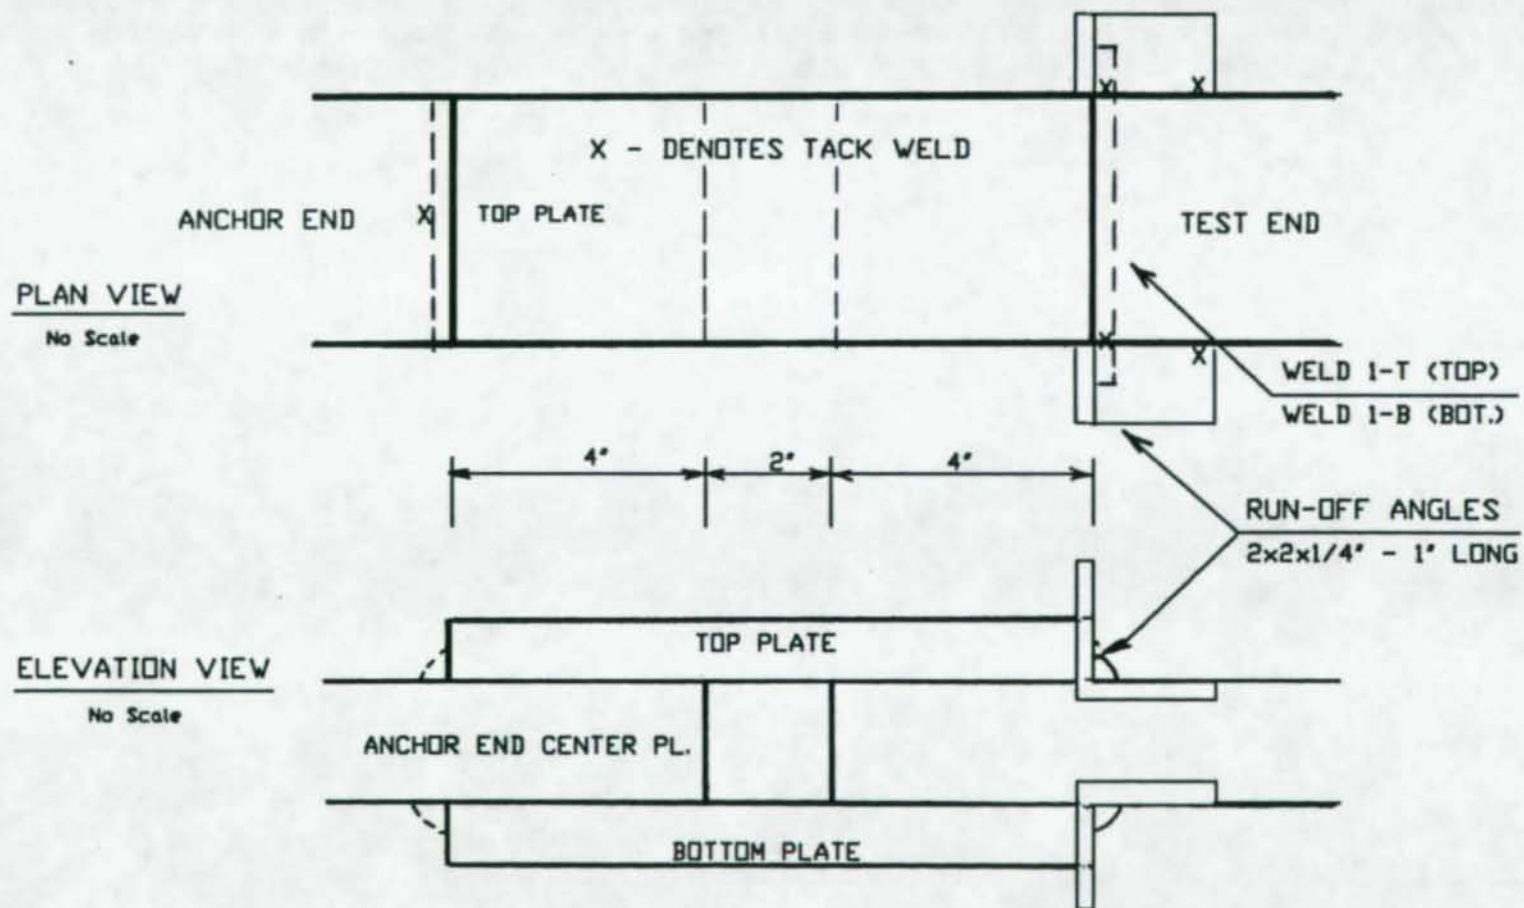 X - DENOTES TACK WELD
ANCHOR END
X
TOP PLATE
X
X
TEST END
PLAN VIEW
No Scale
X
X
WELD 1-T (TOP)
WELD 1-B (BOT.)
4"
2"
4"
RUN-OFF ANGLES
2x2x1/4" - 1" LONG
TOP PLATE
ELEVATION VIEW
No Scale
ANCHOR END CENTER PL.
BOTTOM PLATE